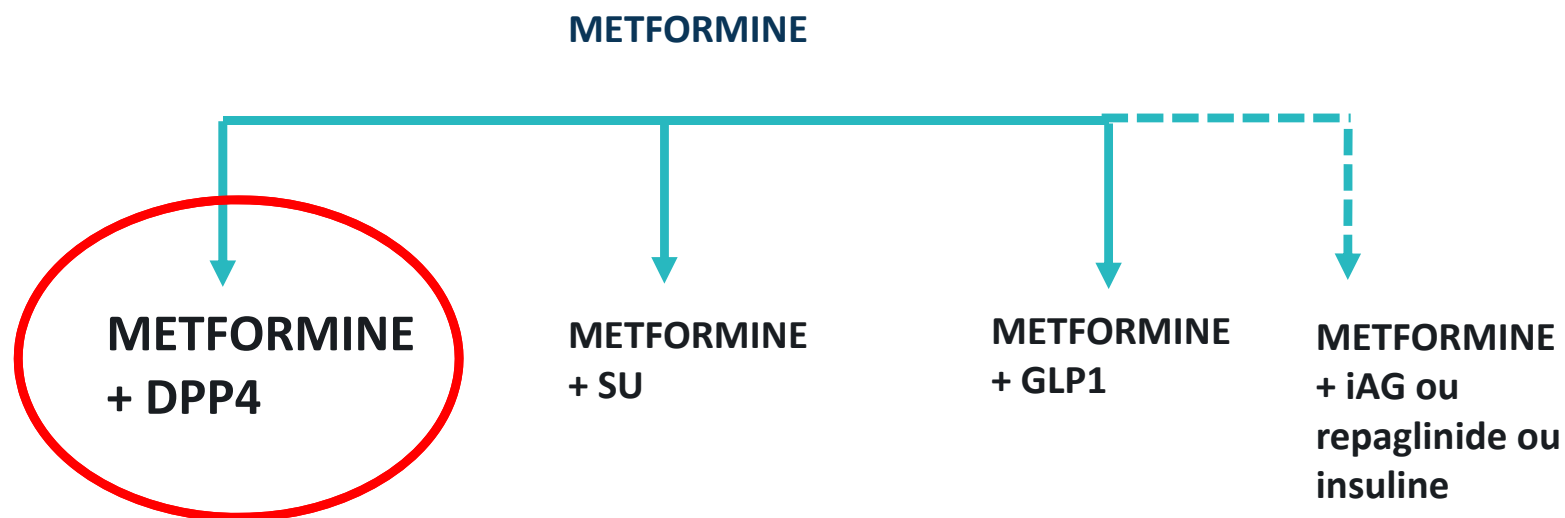 METFORMINE
METFORMINE
+ DPP4
METFORMINE
+ SU
METFORMINE
+ GLP1
METFORMINE
+ iAG ou
repaglinide ou
insuline